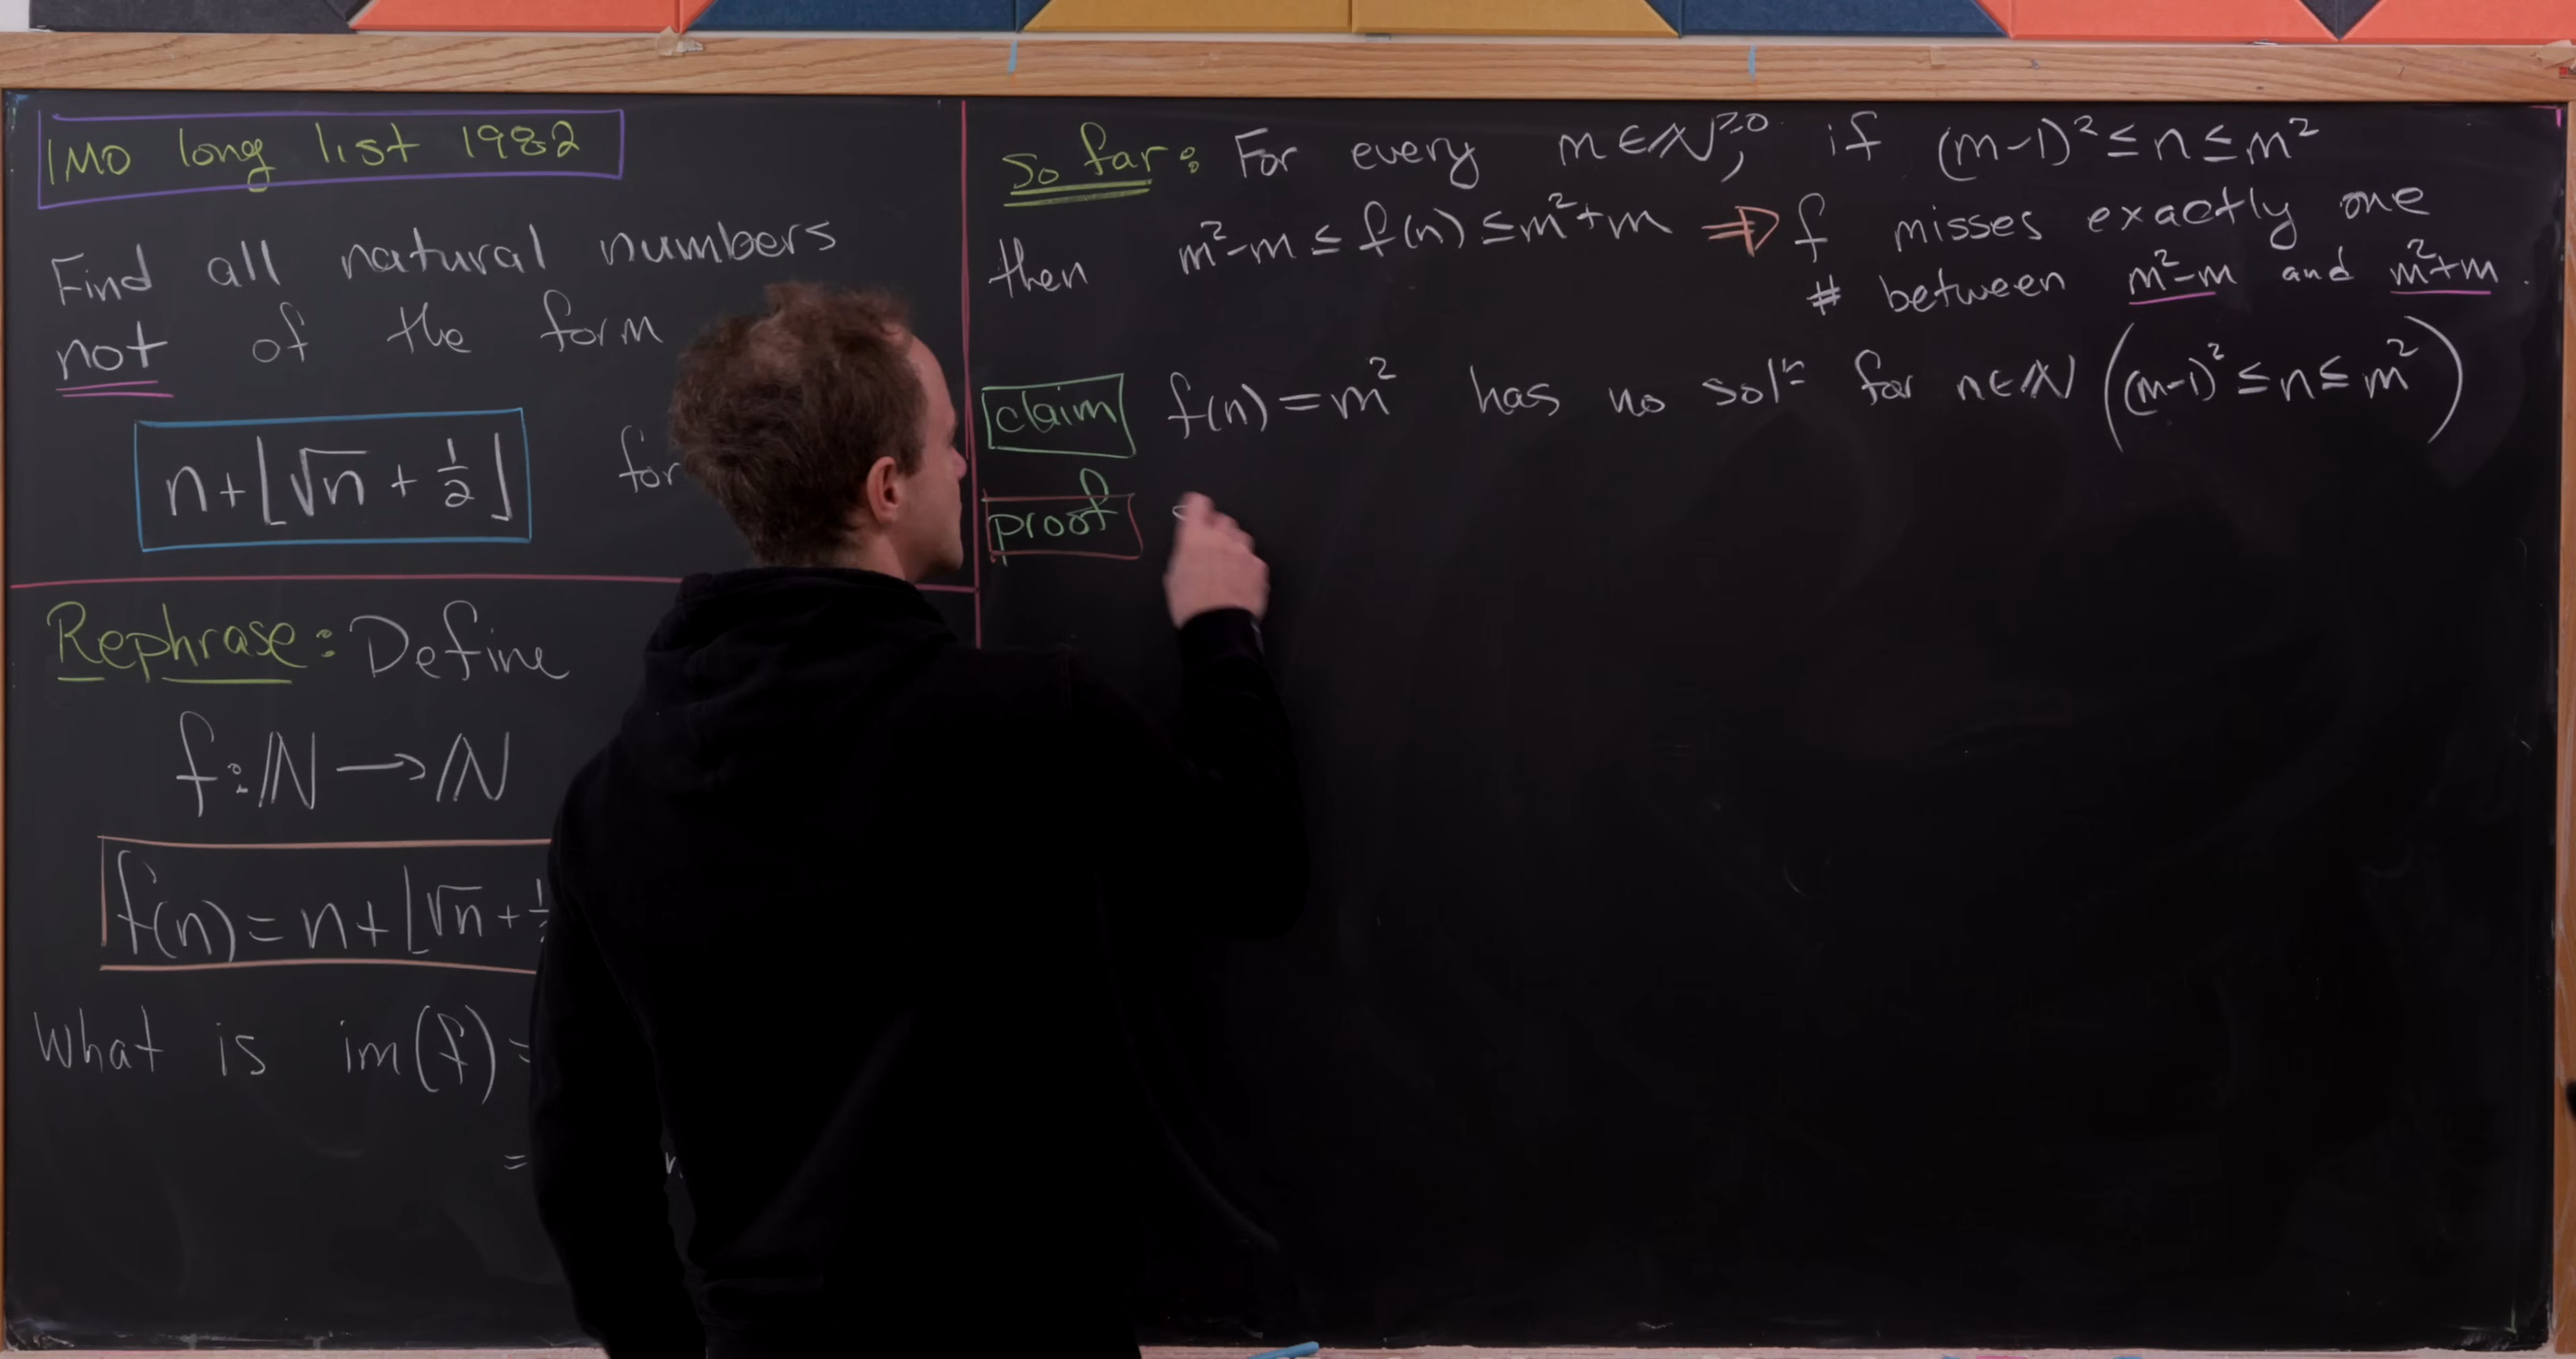 IMO long list 1982
Find all natural numbers
not of the form
n+⌊√n + 1/2⌋ for
Rephrase: Define
f: ℕ → ℕ
f(n) = n + ⌊√n + 1
What is im(f) =
=
So far: For every m ∈ ℕ^≥0, if (m-1)² ≤ n ≤ m²
then m²-m ≤ f(n) ≤ m²+m ⇒ f misses exactly one
# between m²-m and m²+m.
claim f(n) = m² has no solⁿ for n∈ℕ ((m-1)² ≤ n ≤ m²)
proof